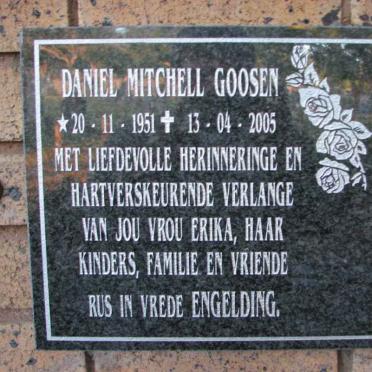 DANIEL MITCHELL GOOSEN
★ 20 - 11 - 1951 ✝ 13 - 04 - 2005
MET LIEFDEVOLLE HERINNERINGE EN
HARTVERSKEURENDE VERLANGE
VAN JOU VROU ERIKA, HAAR
KINDERS, FAMILIE EN VRIENDE
RUS IN VREDE ENGELDING.